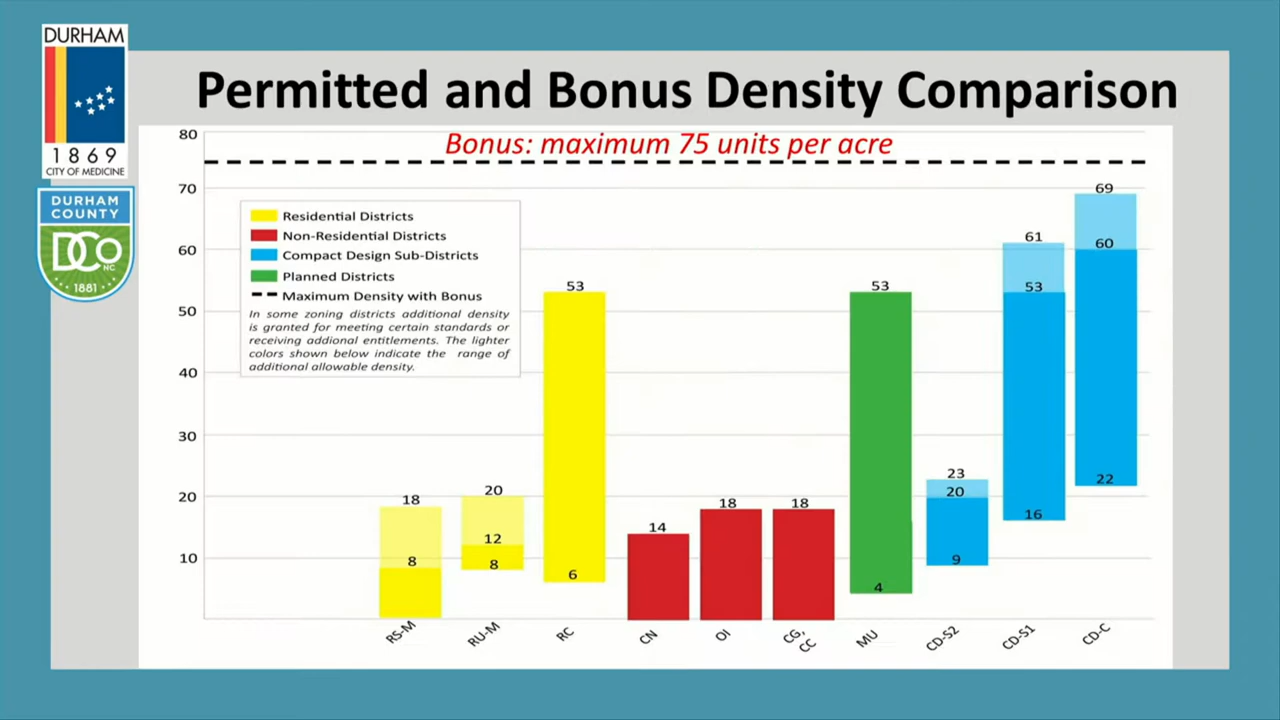 DURHAM
1869
CITY OF MEDICINE
DURHAM
COUNTY
DCO
NC
1881
Permitted and Bonus Density Comparison
Bonus: maximum 75 units per acre
80
70
60
50
40
30
20
10
Residential Districts
Non-Residential Districts
Compact Design Sub-Districts
Planned Districts
Maximum Density with Bonus
In some zoning districts additional density
is granted for meeting certain standards or
receiving addional entitlements. The lighter
colors shown below indicate the range of
additional allowable density.
18
8
20
12
8
53
6
14
18
18
53
4
23
20
9
61
53
16
69
60
22
RS-M
RU-M
RC
CN
OI
CG,
CC
MU
CD-S2
CD-S1
CD-C